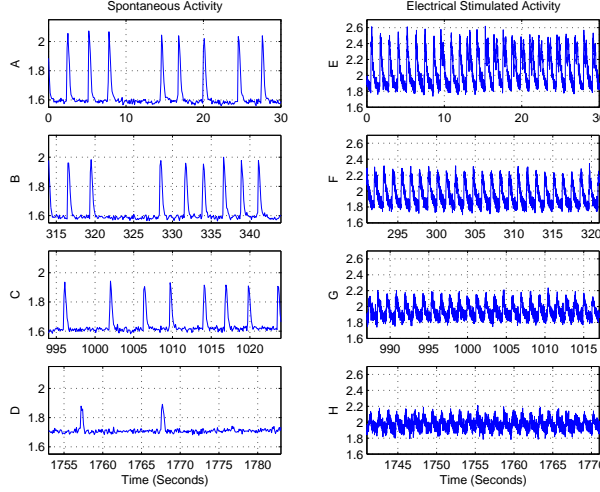 Spontaneous Activity
Electrical Stimulated Activity
A
2
1.8
1.6
0 10 20 30
E
2.6
2.4
2.2
2
1.8
1.6
0 10 20 30
B
2
1.8
1.6
315 320 325 330 335 340
F
2.6
2.4
2.2
2
1.8
1.6
295 300 305 310 315 320
C
2
1.8
1.6
995 1000 1005 1010 1015 1020
G
2.6
2.4
2.2
2
1.8
1.6
990 995 1000 1005 1010 1015
D
2
1.8
1.6
1755 1760 1765 1770 1775 1780
Time (Seconds)
H
2.6
2.4
2.2
2
1.8
1.6
1745 1750 1755 1760 1765 1770
Time (Seconds)